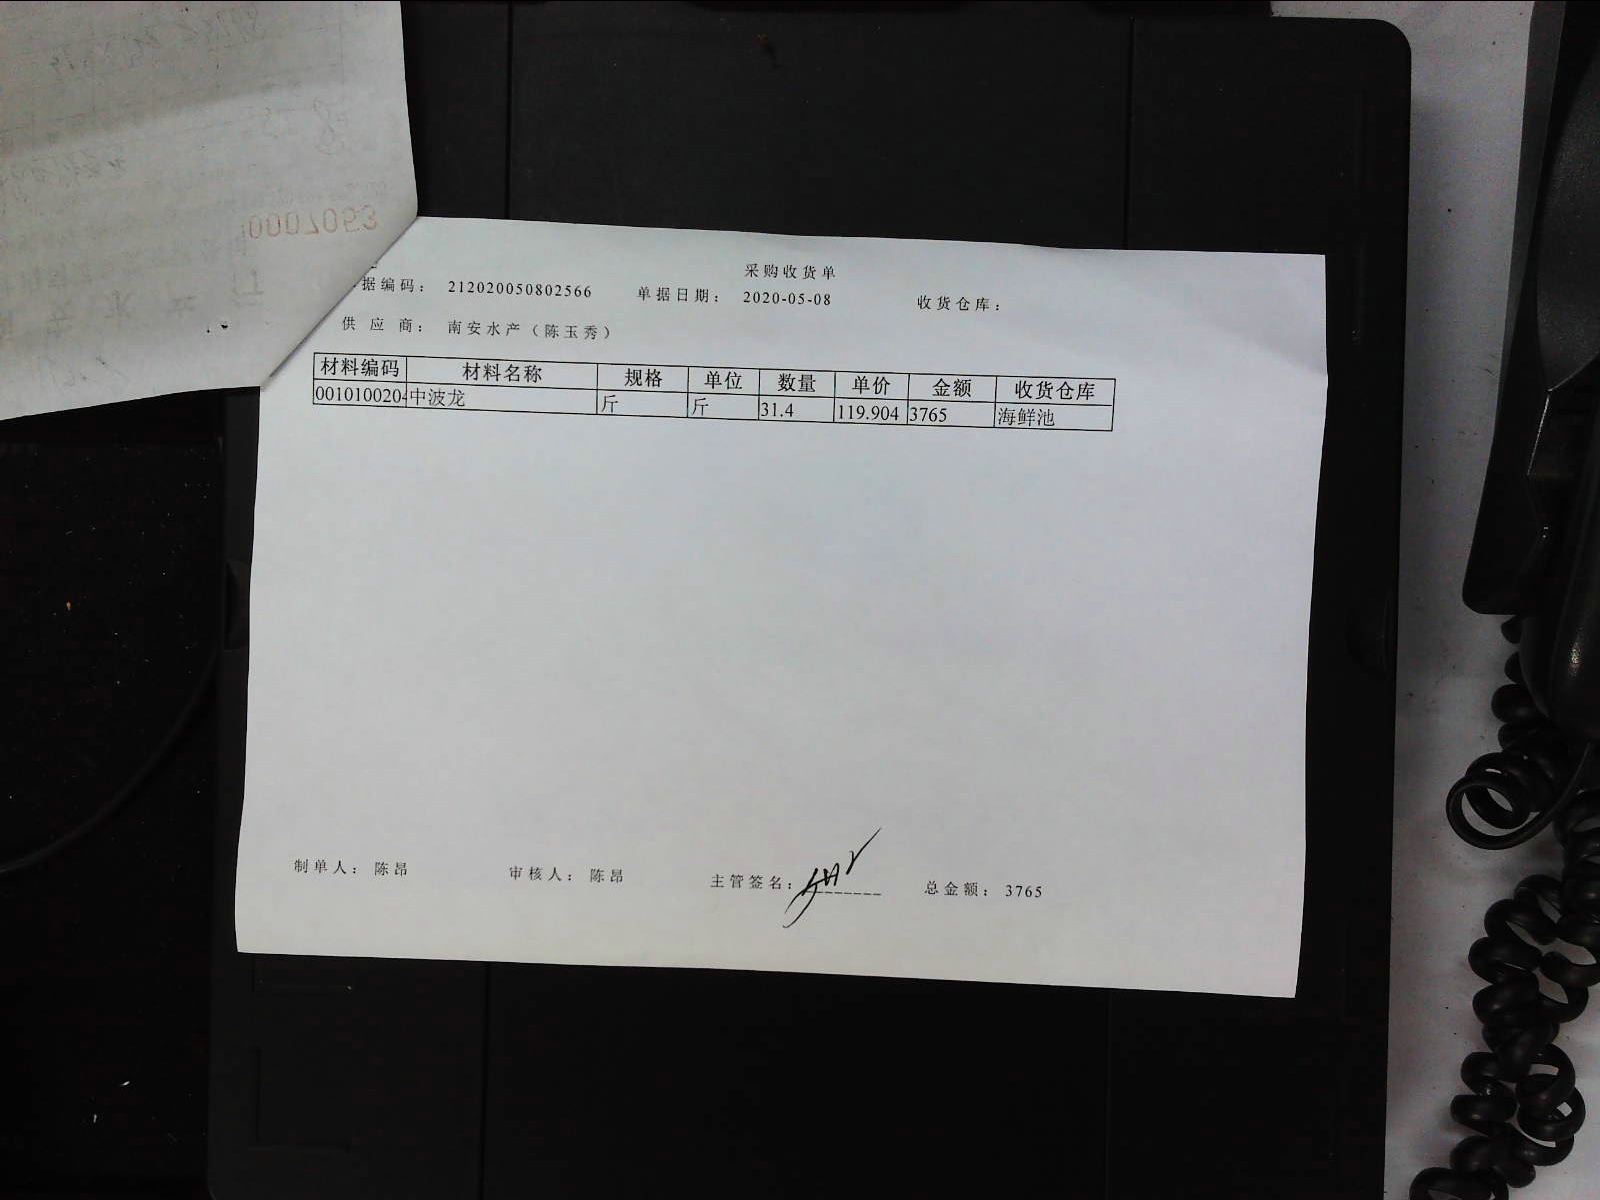 采购收货单
据编码: 212020050802566 单据日期: 2020-05-08 收货仓库:
供应商: 南安水产(陈玉秀)
材料编码 材料名称 规格 单位 数量 单价 金额 收货仓库
0010100204 中波龙 斤 斤 31.4 119.904 3765 海鲜池
制单人: 陈昂 审核人: 陈昂 主管签名: 总金额: 3765
0007053